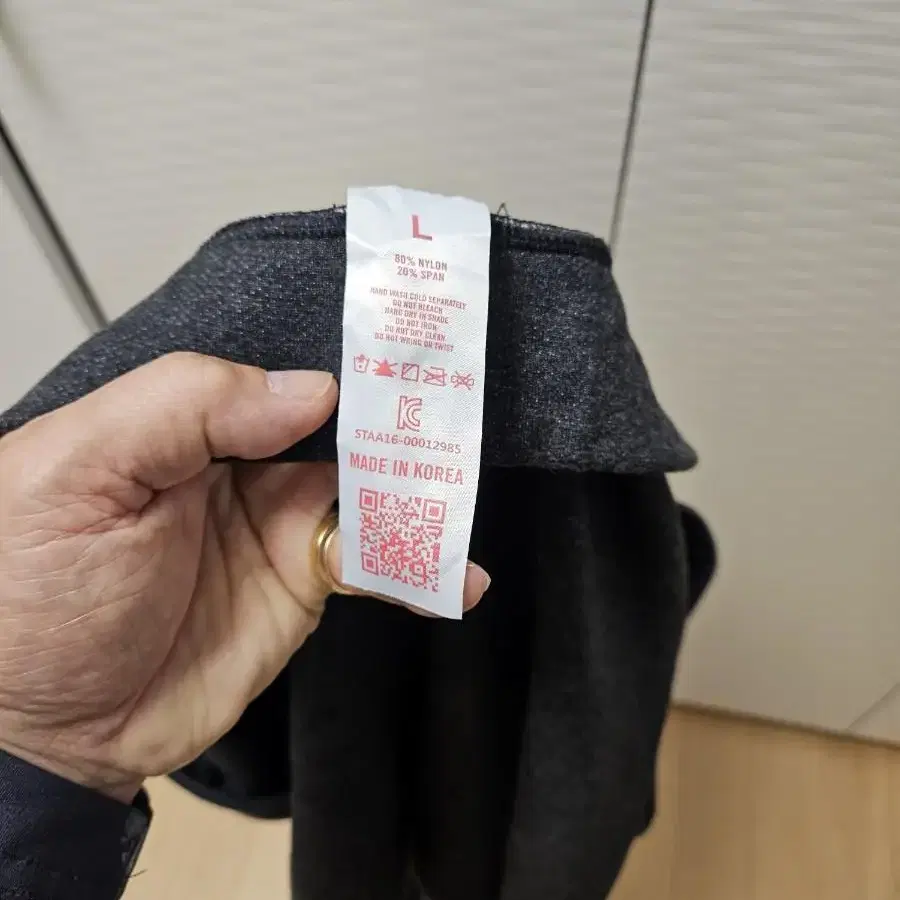 L
80% NYLON
20% SPAN
HAND WASH COLD SEPARATELY
DO NOT BLEACH
HANG DRY IN SHADE
DO NOT IRON
DO NOT DRY CLEAN
DO NOT WRING OR TWIST
KC
STAA16-00012985
MADE IN KOREA